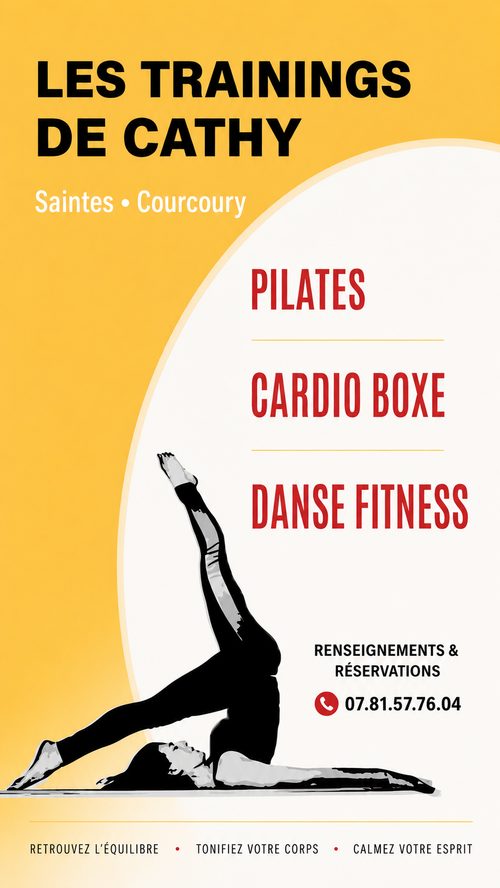 LES TRAININGS
DE CATHY
Saintes • Courcoury
PILATES
CARDIO BOXE
DANSE FITNESS
RENSEIGNEMENTS &
RÉSERVATIONS
07.81.57.76.04
RETROUVEZ L'ÉQUILIBRE • TONIFIEZ VOTRE CORPS • CALMEZ VOTRE ESPRIT